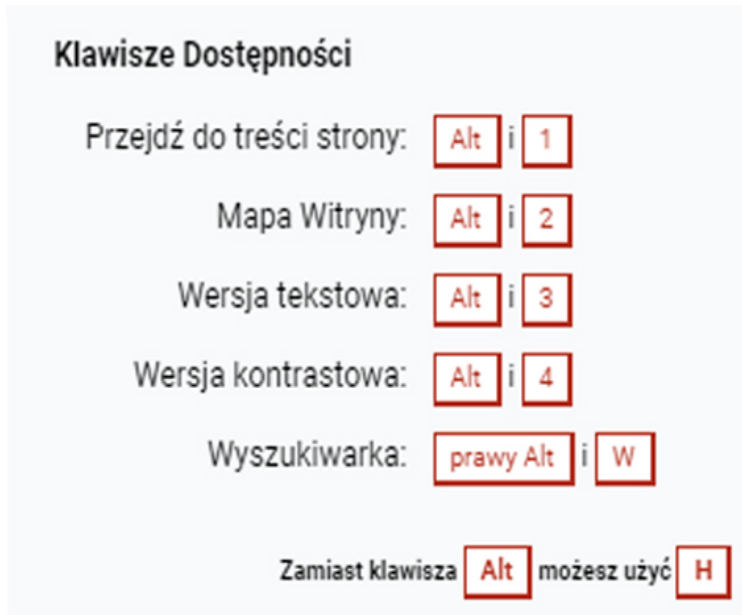 Klawisze Dostępności
Przejdź do treści strony: Alt i 1
Mapa Witryny: Alt i 2
Wersja tekstowa: Alt i 3
Wersja kontrastowa: Alt i 4
Wyszukiwarka: prawy Alt i W
Zamiast klawisza Alt możesz użyć H